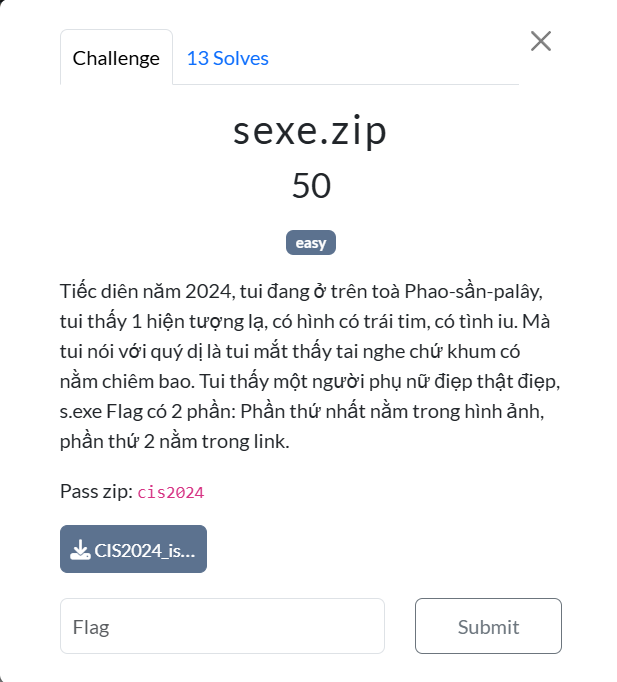 Challenge
13 Solves
sexe.zip
50
easy
Tiếc diên năm 2024, tui đang ở trên toà Phao-sần-palây,
tui thấy 1 hiện tượng lạ, có hình có trái tim, có tình iu. Mà
tui nói với quý dị là tui mắt thấy tai nghe chứ khum có
nằm chiêm bao. Tui thấy một người phụ nữ điẹp thật điẹp,
s.exe Flag có 2 phần: Phần thứ nhất nằm trong hình ảnh,
phần thứ 2 nằm trong link.
Pass zip: cis2024
CIS2024_is...
Flag
Submit